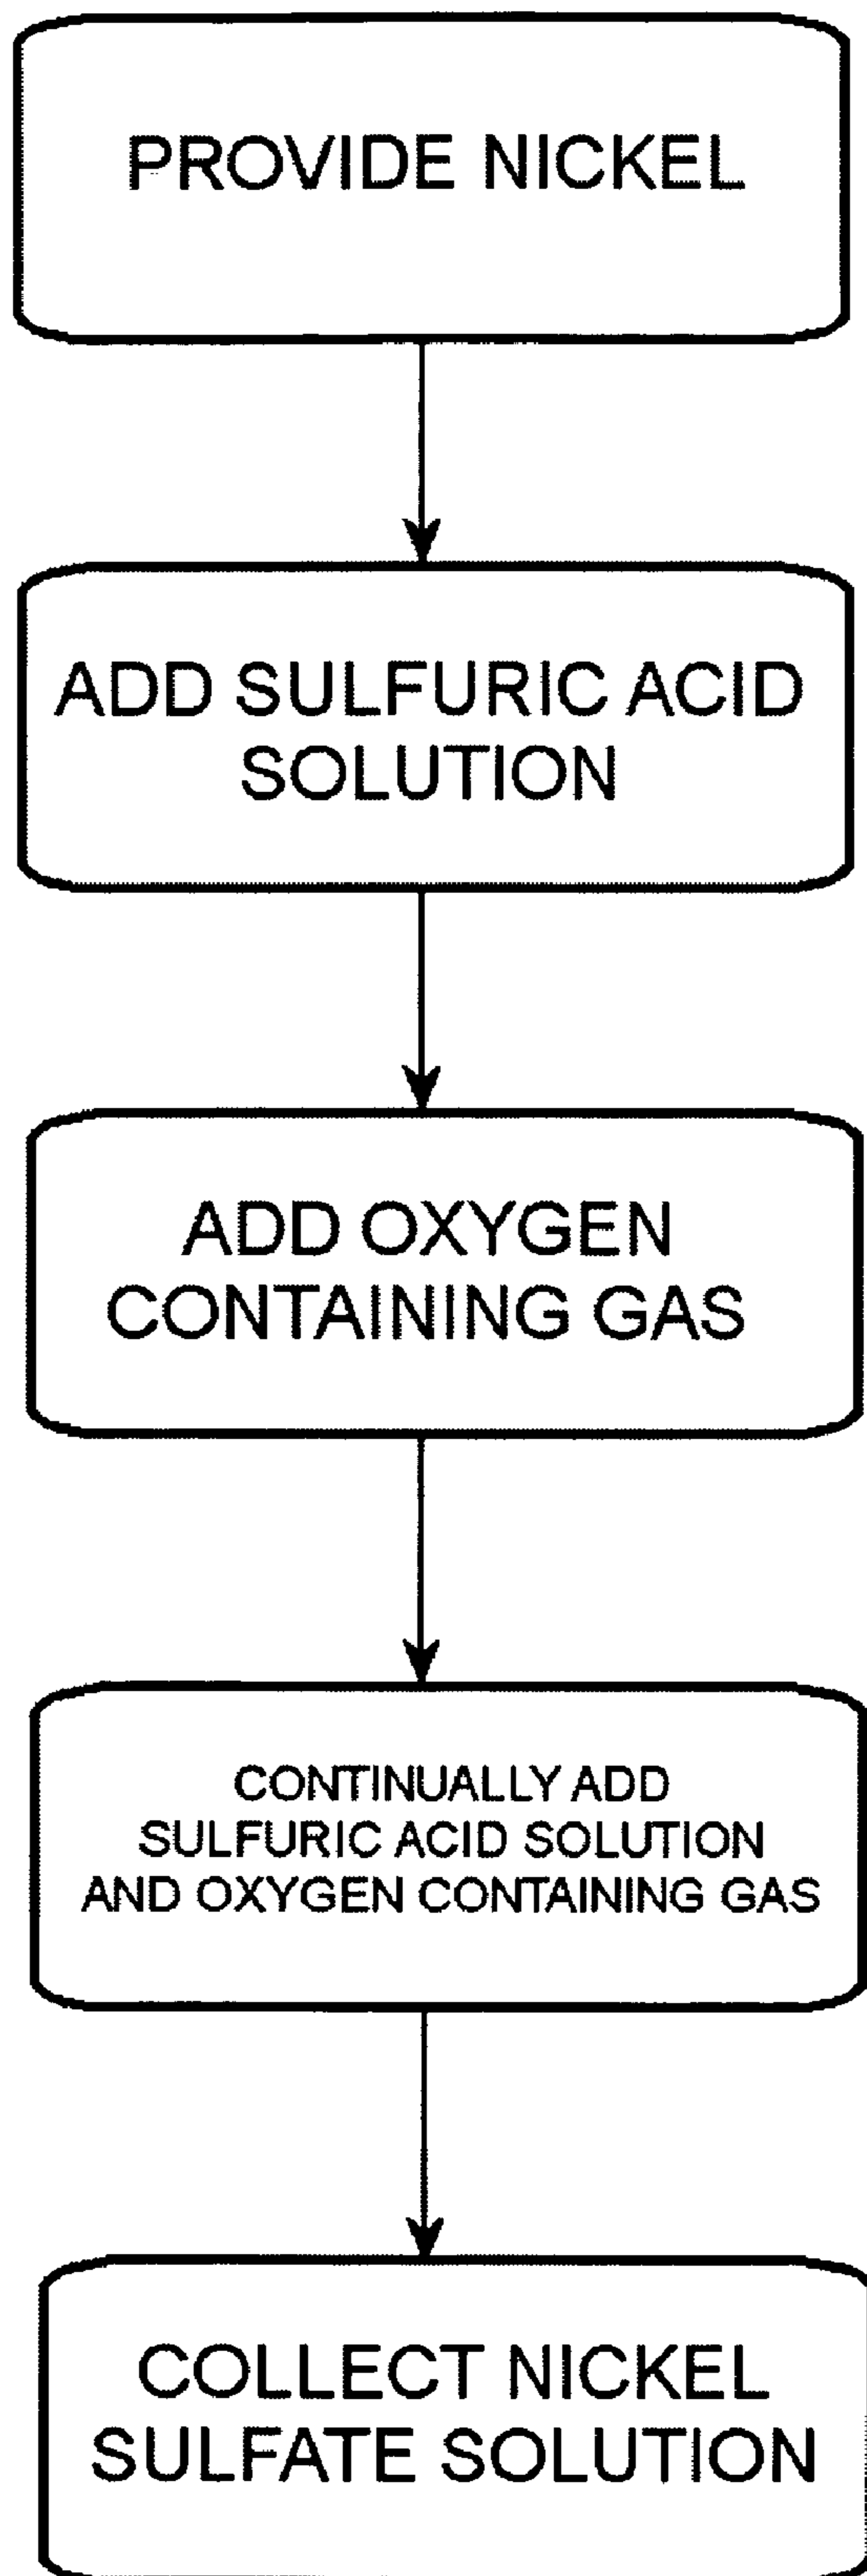 PROVIDE NICKEL
ADD SULFURIC ACID
SOLUTION
ADD OXYGEN
CONTAINING GAS
CONTINUALLY ADD
SULFURIC ACID SOLUTION
AND OXYGEN CONTAINING GAS
COLLECT NICKEL
SULFATE SOLUTION